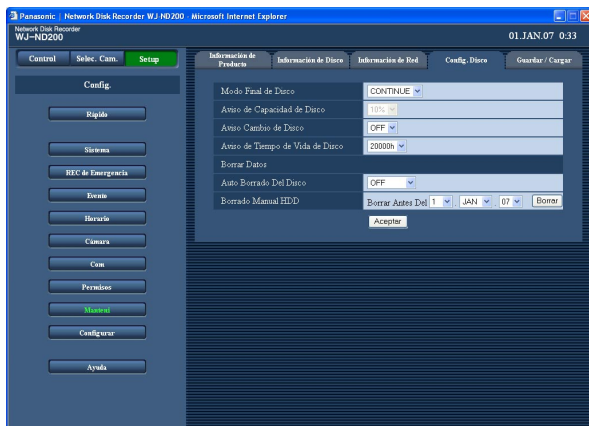 Panasonic | Network Disk Recorder WJ-ND200 - Microsoft Internet Explorer
Network Disk Recorder
WJ-ND200
01.JAN.07 0:33
Control
Selec. Cam.
Setup
Información de
Producto
Información de Disco
Información de Red
Config. Disco
Guardar / Cargar
Config.
Rápido
Sistema
REC de Emergencia
Evento
Horario
Cámara
Com
Permisos
Manteni
Configurar
Ayuda
Modo Final de Disco
CONTINUE
Aviso de Capacidad de Disco
10%
Aviso Cambio de Disco
OFF
Aviso de Tiempo de Vida de Disco
20000h
Borrar Datos
Auto Borrado Del Disco
OFF
Borrado Manual HDD
Borrar Antes Del 1 . JAN . 07 Borrar
Aceptar